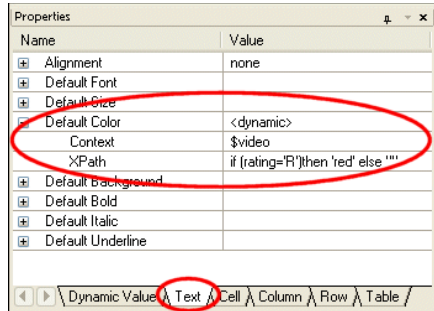 Properties
Name Value
Alignment none
Default Font
Default Size
Default Color <dynamic>
Context $video
XPath if (rating='R')then 'red' else ""
Default Background
Default Bold
Default Italic
Default Underline
Dynamic Value Text Cell Column Row Table